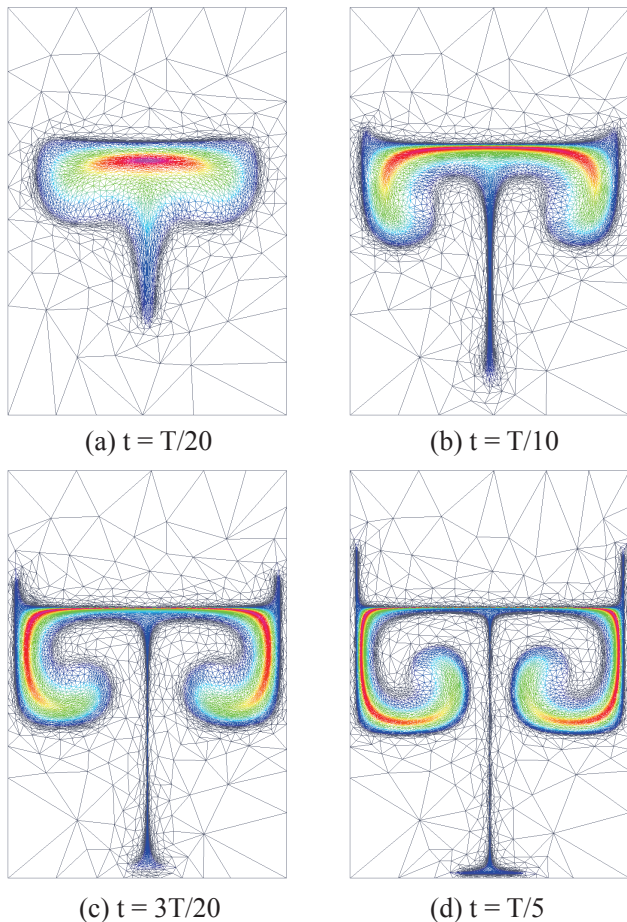 (a) t = T/20
(b) t = T/10
(c) t = 3T/20
(d) t = T/5